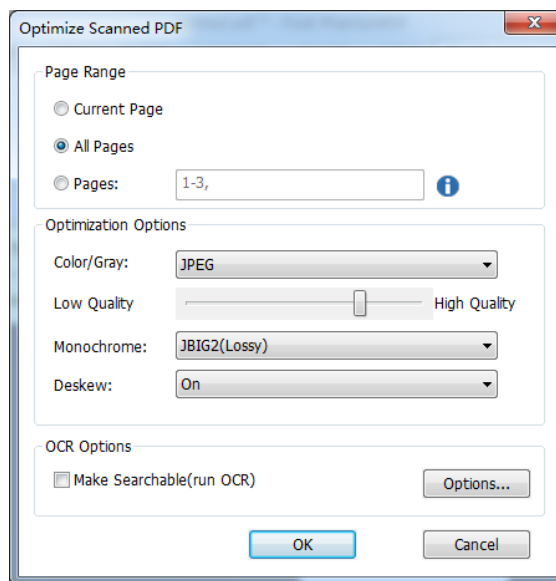 Optimize Scanned PDF
Page Range
Current Page
All Pages
Pages: 1-3,
Optimization Options
Color/Gray: JPEG
Low Quality High Quality
Monochrome: JBIG2(Lossy)
Deskew: On
OCR Options
Make Searchable(run OCR) Options...
OK Cancel